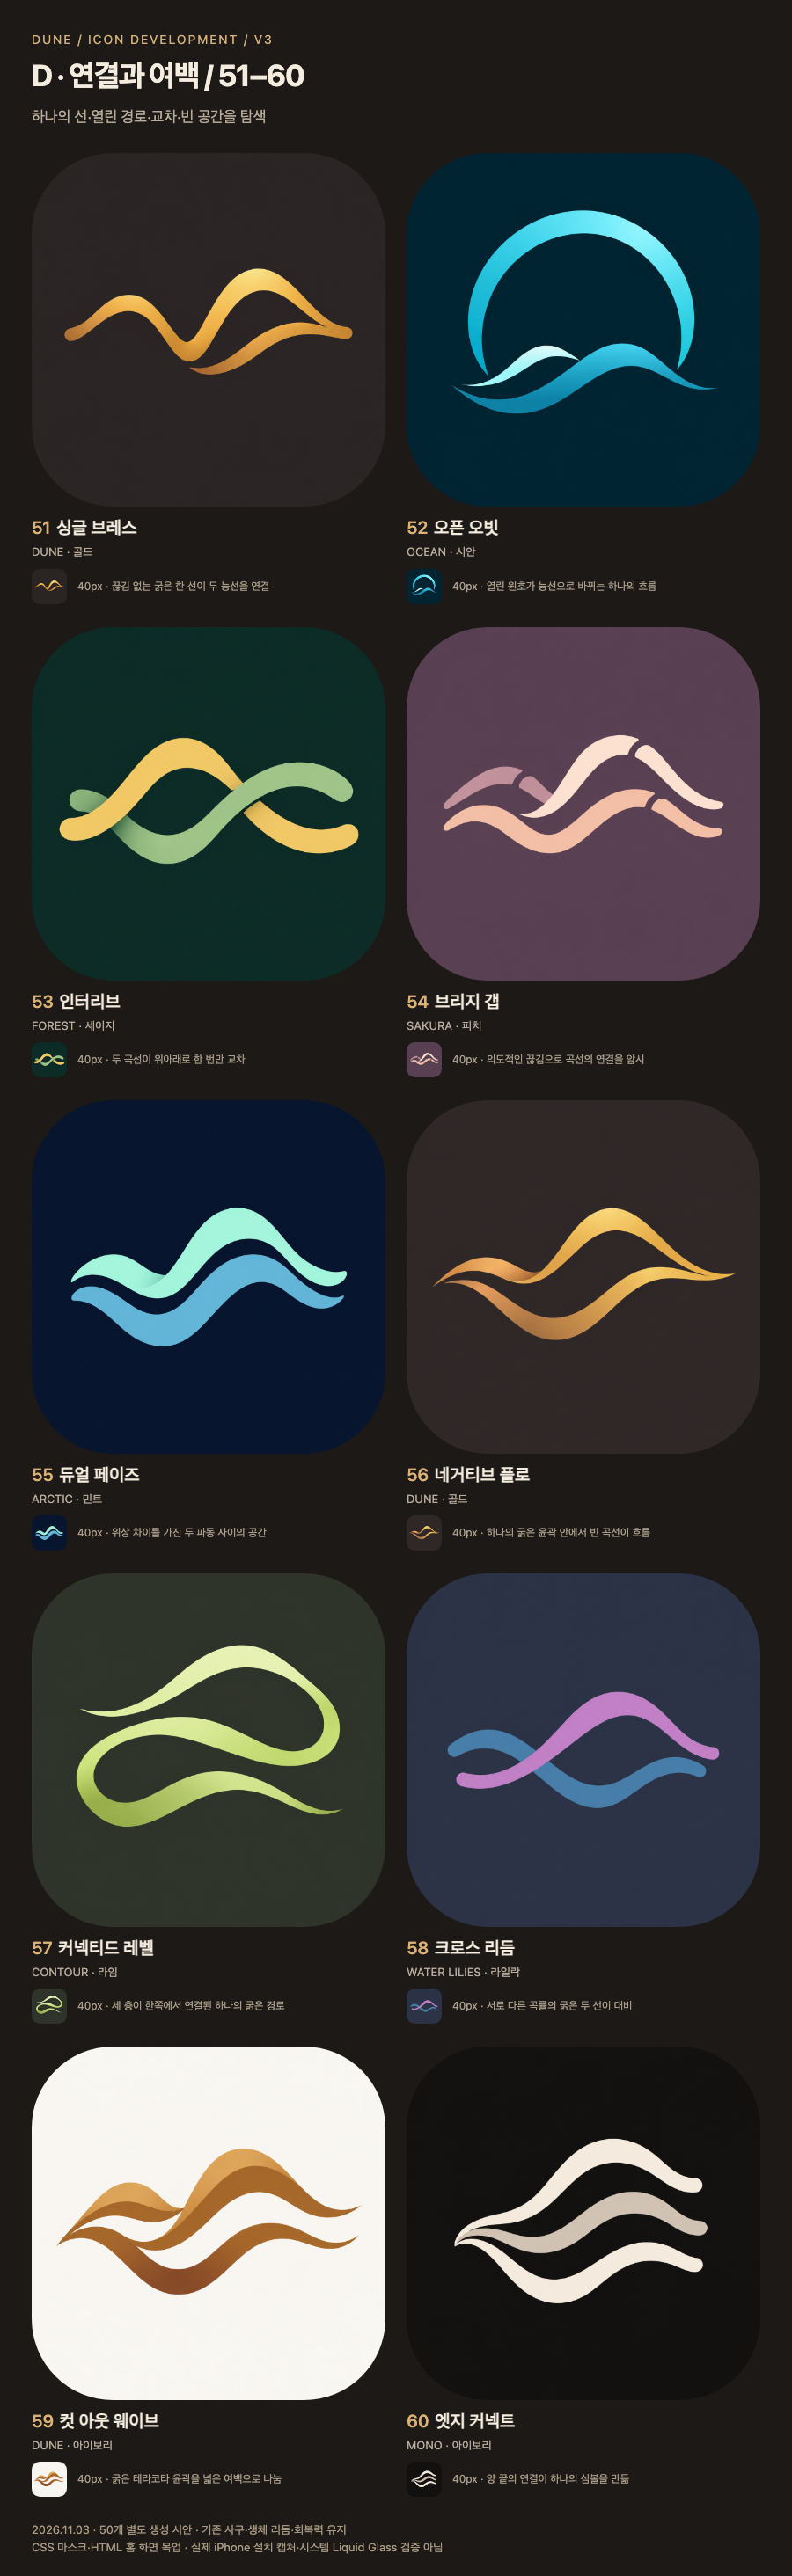 DUNE / ICON DEVELOPMENT / V3
D · 연결과 여백 / 51–60
하나의 선·열린 경로·교차·빈 공간을 탐색
51 싱글 브레스
DUNE · 골드
40px · 끊김 없는 굵은 한 선이 두 능선을 연결
52 오픈 오빗
OCEAN · 시안
40px · 열린 원호가 능선으로 바뀌는 하나의 흐름
53 인터리브
FOREST · 세이지
40px · 두 곡선이 위아래로 한 번만 교차
54 브리지 갭
SAKURA · 피치
40px · 의도적인 끊김으로 곡선의 연결을 암시
55 듀얼 페이즈
ARCTIC · 민트
40px · 위상 차이를 가진 두 파동 사이의 공간
56 네거티브 플로
DUNE · 골드
40px · 하나의 굵은 윤곽 안에서 빈 곡선이 흐름
57 커넥티드 레벨
CONTOUR · 라임
40px · 세 층이 한쪽에서 연결된 하나의 굵은 경로
58 크로스 리듬
WATER LILIES · 라일락
40px · 서로 다른 곡률의 굵은 두 선이 대비
59 컷 아웃 웨이브
DUNE · 아이보리
40px · 굵은 테라코타 윤곽을 넓은 여백으로 나눔
60 엣지 커넥트
MONO · 아이보리
40px · 양 끝의 연결이 하나의 심볼을 만듦
2026.11.03 · 50개 별도 생성 시안 · 기존 사구·생체 리듬·회복력 유지
CSS 마스크·HTML 홈 화면 목업 · 실제 iPhone 설치 캡처·시스템 Liquid Glass 검증 아님